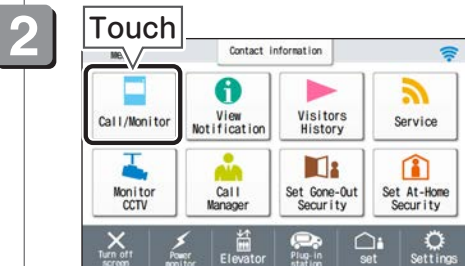 2
Touch
Contact information
Call/Monitor
View
Notification
Visitors
History
Service
Monitor
CCTV
Call
Manager
Set Gone-Out
Security
Set At-Home
Security
Turn off
screen
Power
monitor
Elevator
Plug-in
station
set
Settings